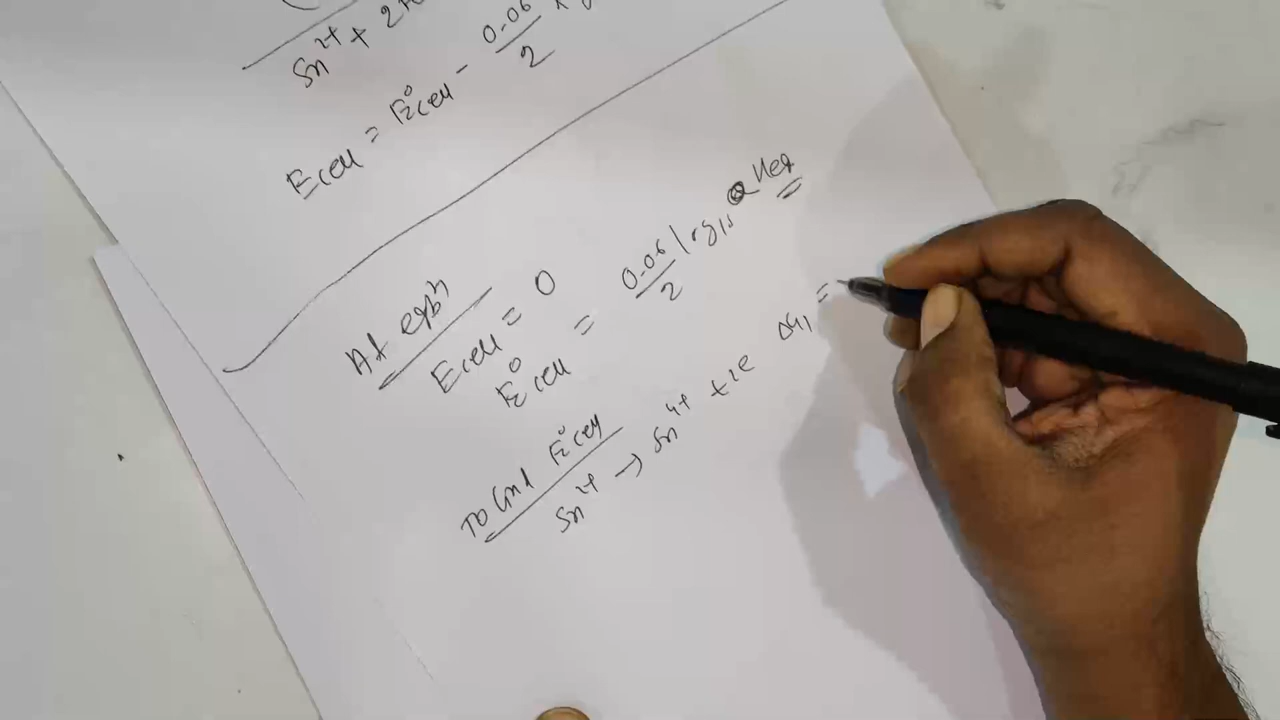 Sn²⁺ + 2
Ecell = E°cell - 0.06/2
At eqbᵐ
Ecell = 0
E°cell = 0.06/2 log₁₀ Keq
To find E°cell
Sn²⁺ → Sn⁴⁺ + 2e ΔG₁ =